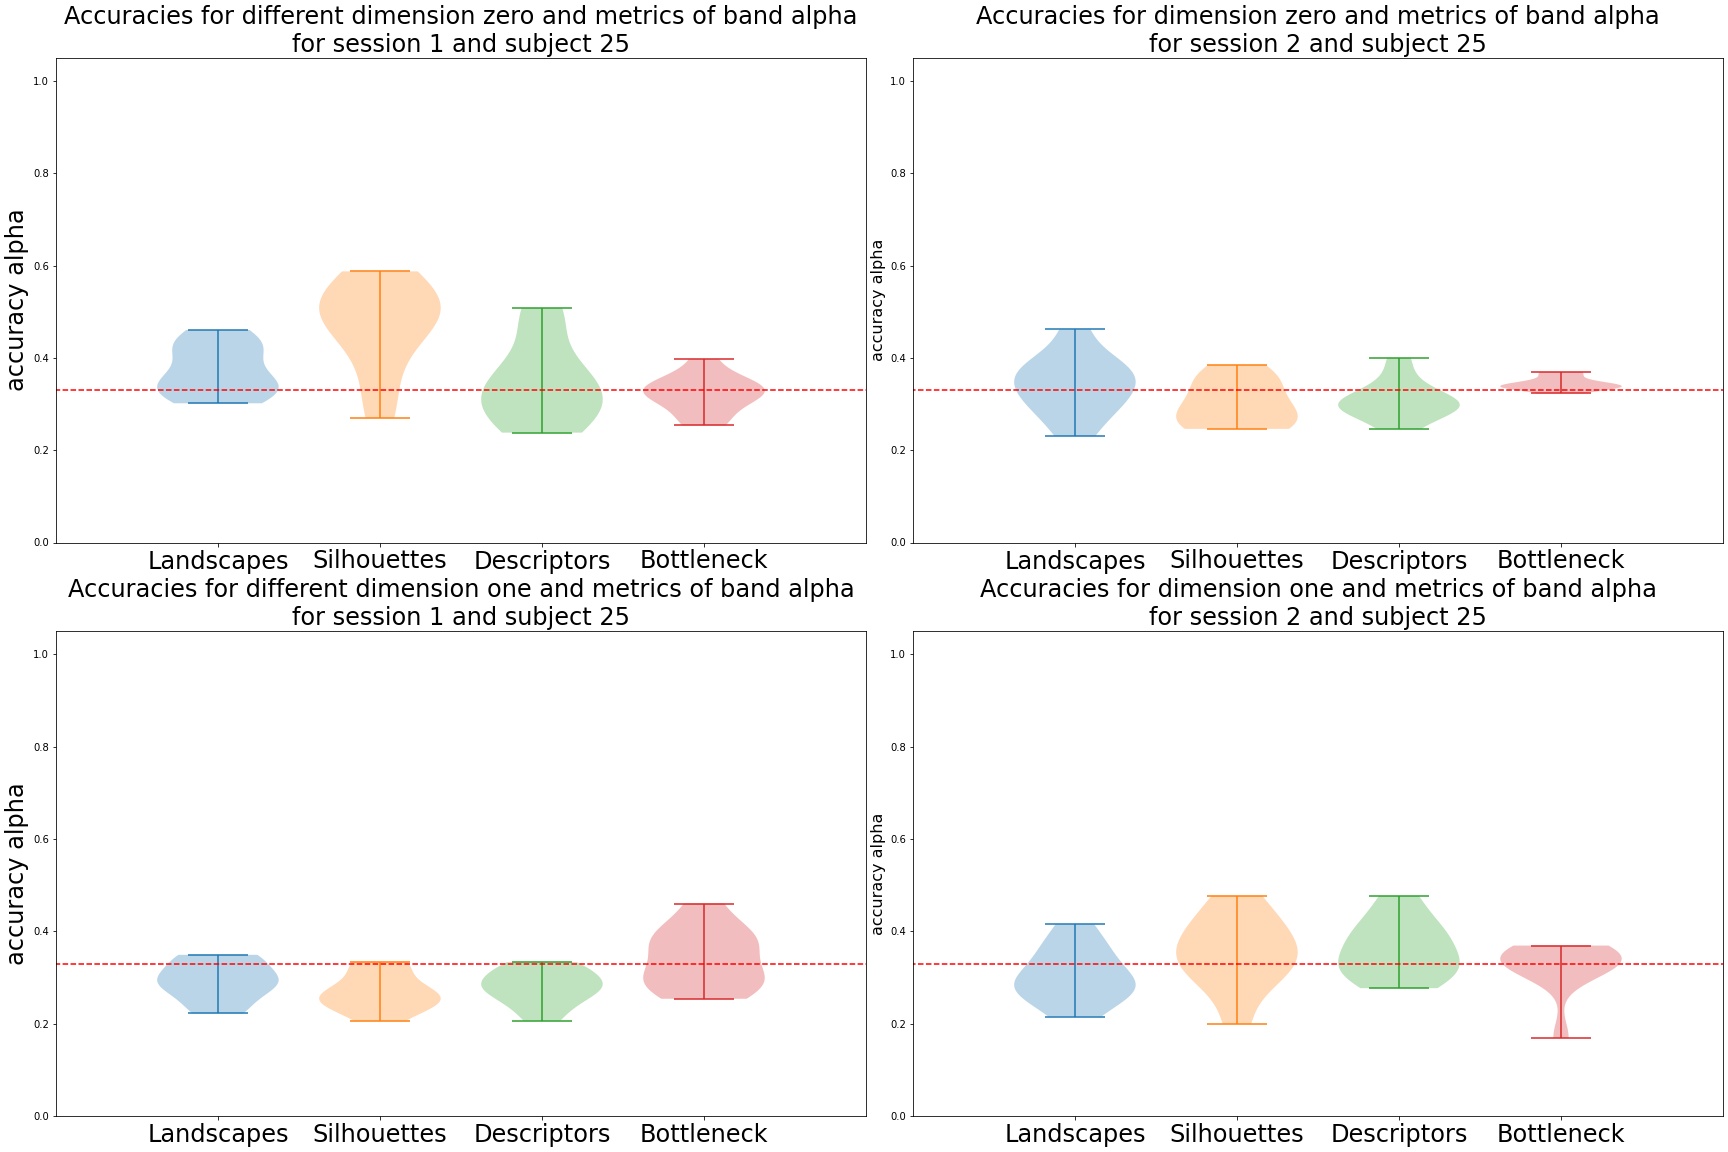 Accuracies for different dimension zero and metrics of band alpha
for session 1 and subject 25
accuracy alpha
1.0
0.8
0.6
0.4
0.2
0.0
Landscapes Silhouettes Descriptors Bottleneck
Accuracies for dimension zero and metrics of band alpha
for session 2 and subject 25
accuracy alpha
1.0
0.8
0.6
0.4
0.2
0.0
Landscapes Silhouettes Descriptors Bottleneck
Accuracies for different dimension one and metrics of band alpha
for session 1 and subject 25
accuracy alpha
1.0
0.8
0.6
0.4
0.2
0.0
Landscapes Silhouettes Descriptors Bottleneck
Accuracies for dimension one and metrics of band alpha
for session 2 and subject 25
accuracy alpha
1.0
0.8
0.6
0.4
0.2
0.0
Landscapes Silhouettes Descriptors Bottleneck